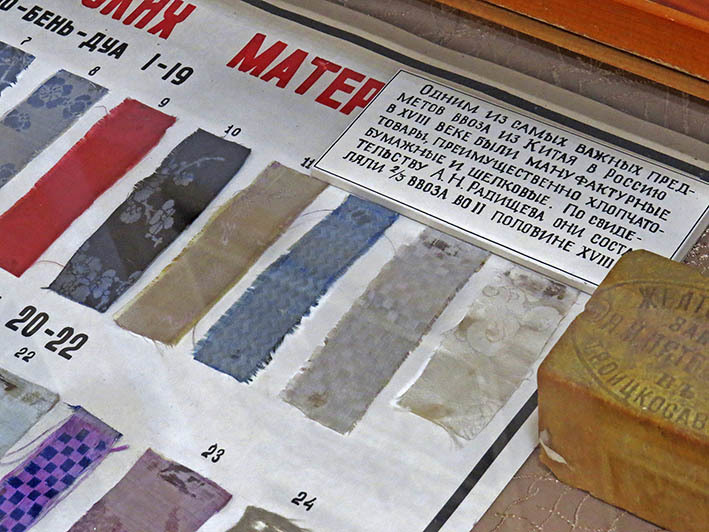 МАТЕР
О-БЕНЬ-ДУА 1-19
7
8
9
10
11
20-22
22
23
24
Одним из самых важных пред-
метов ввоза из Китая в Россию
в XVIII веке были мануфактурные
товары, преимущественно хлопчато-
бумажные и шелковые. По свиде-
тельству А.Н.Радищева они соста-
ляли 2/5 ввоза во II половине XVIII